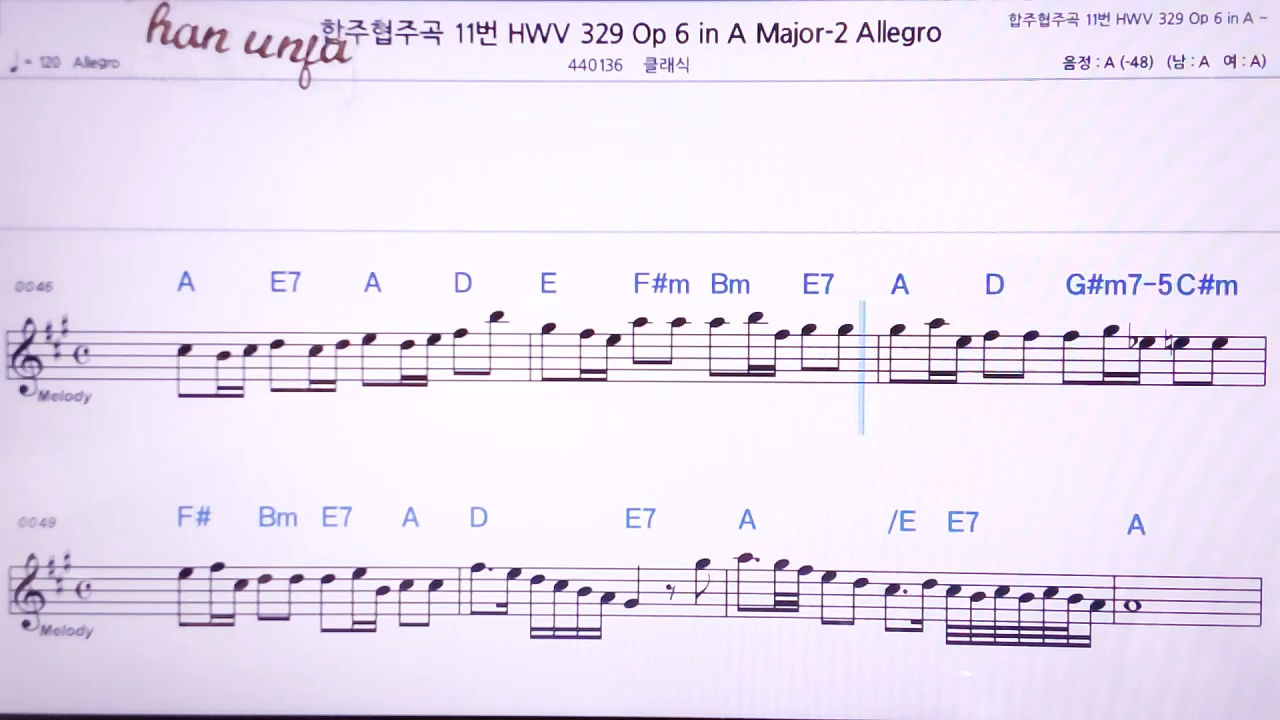 han unja
합주협주곡 11번 HWV 329 Op 6 in A Major-2 Allegro
합주협주곡 11번 HWV 329 Op 6 in A ~
♩ = 120 Allegro
440136 클래식
음정 : A (-48) (남 : A 여 : A)
0046 A E7 A D E F#m Bm E7 A D G#m7-5 C#m
Melody
0049 F# Bm E7 A D E7 A /E E7 A
Melody